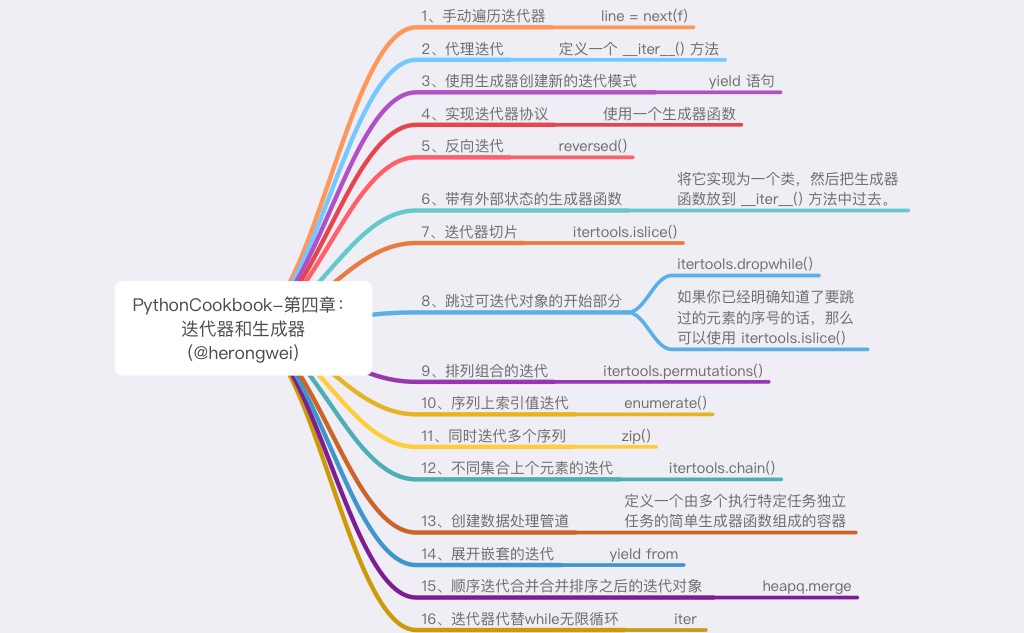 PythonCookbook-第四章：
迭代器和生成器
（@herongwei）
1、手动遍历迭代器 line = next(f)
2、代理迭代 定义一个 __iter__() 方法
3、使用生成器创建新的迭代模式 yield 语句
4、实现迭代器协议 使用一个生成器函数
5、反向迭代 reversed()
6、带有外部状态的生成器函数 将它实现为一个类，然后把生成器
函数放到 __iter__() 方法中过去。
7、迭代器切片 itertools.islice()
8、跳过可迭代对象的开始部分
itertools.dropwhile()
如果你已经明确知道了要跳
过的元素的序号的话，那么
可以使用 itertools.islice()
9、排列组合的迭代 itertools.permutations()
10、序列上索引值迭代 enumerate()
11、同时迭代多个序列 zip()
12、不同集合上个元素的迭代 itertools.chain()
13、创建数据处理管道 定义一个由多个执行特定任务独立
任务的简单生成器函数组成的容器
14、展开嵌套的迭代 yield from
15、顺序迭代合并合并排序之后的迭代对象 heapq.merge
16、迭代器代替while无限循环 iter